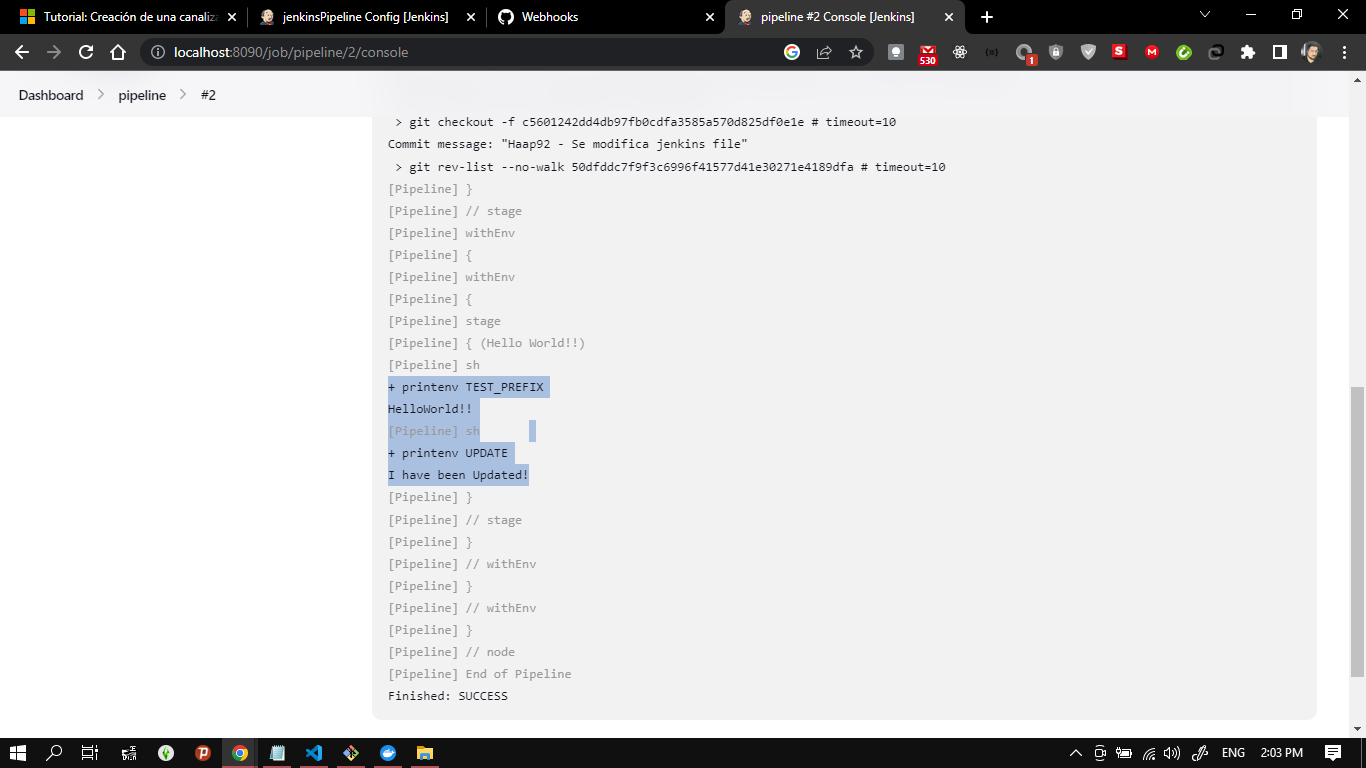 Tutorial: Creación de una canaliz
jenkinsPipeline Config [Jenkins]
Webhooks
pipeline #2 Console [Jenkins]
localhost:8090/job/pipeline/2/console
530
1
Dashboard
pipeline
#2
> git checkout -f c5601242dd4db97fb0cdfa3585a570d825df0e1e # timeout=10
Commit message: "Haap92 - Se modifica jenkins file"
> git rev-list --no-walk 50dfddc7f9f3c6996f41577d41e30271e4189dfa # timeout=10
[Pipeline] }
[Pipeline] // stage
[Pipeline] withEnv
[Pipeline] {
[Pipeline] withEnv
[Pipeline] {
[Pipeline] stage
[Pipeline] { (Hello World!!)
[Pipeline] sh
+ printenv TEST_PREFIX
HelloWorld!!
[Pipeline] sh
+ printenv UPDATE
I have been Updated!
[Pipeline] }
[Pipeline] // stage
[Pipeline] }
[Pipeline] // withEnv
[Pipeline] }
[Pipeline] // withEnv
[Pipeline] }
[Pipeline] // node
[Pipeline] End of Pipeline
Finished: SUCCESS
ENG
2:03 PM